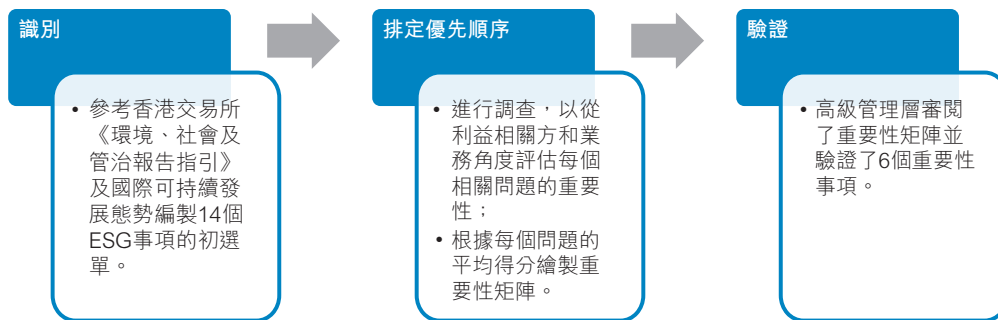 識別
• 參考香港交易所
《環境、社會及
管治報告指引》
及國際可持續發
展態勢編製14個
ESG事項的初選
單。
排定優先順序
• 進行調查，以從
利益相關方和業
務角度評估每個
相關問題的重要
性；
• 根據每個問題的
平均得分繪製重
要性矩陣。
驗證
• 高級管理層審閱
了重要性矩陣並
驗證了6個重要性
事項。